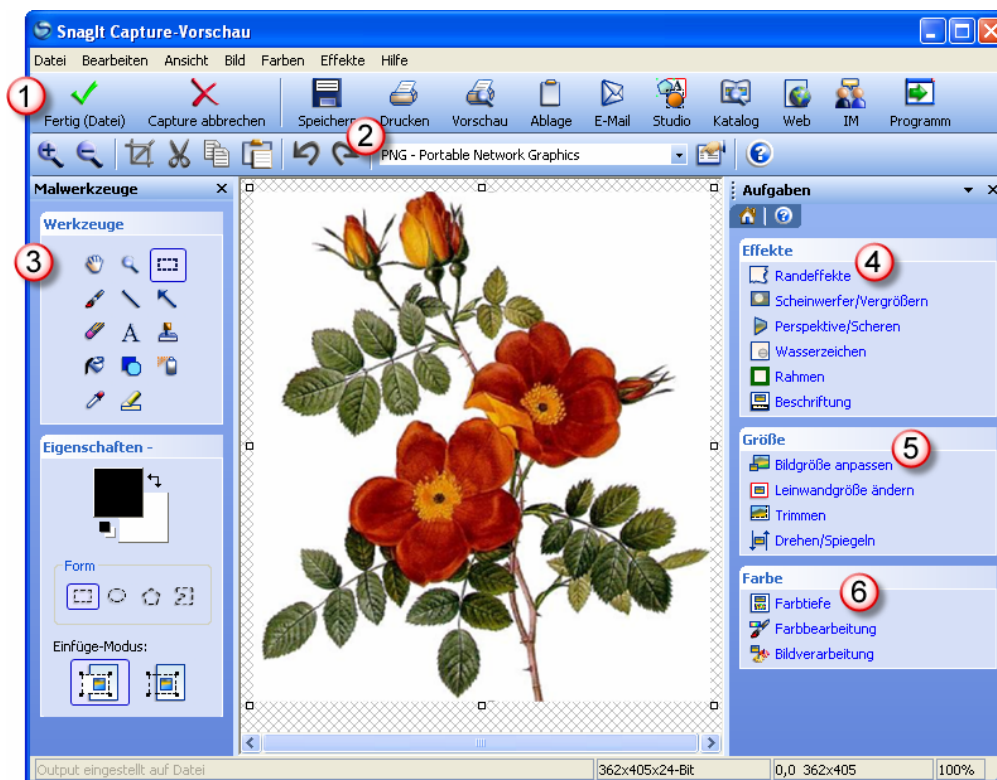 SnagIt Capture-Vorschau
Datei Bearbeiten Ansicht Bild Farben Effekte Hilfe
1
Fertig (Datei) Capture abbrechen Speichern Drucken Vorschau Ablage E-Mail Studio Katalog Web IM Programm
2
PNG - Portable Network Graphics
Malwerkzeuge
Werkzeuge
3
A
Eigenschaften -
Form
Einfüge-Modus:
Aufgaben
Effekte
4
Randeffekte
Scheinwerfer/Vergrößern
Perspektive/Scheren
Wasserzeichen
Rahmen
Beschriftung
Größe
5
Bildgröße anpassen
Leinwandgröße ändern
Trimmen
Drehen/Spiegeln
Farbe
6
Farbtiefe
Farbbearbeitung
Bildverarbeitung
Output eingestellt auf Datei 362x405x24-Bit 0,0 362x405 100%